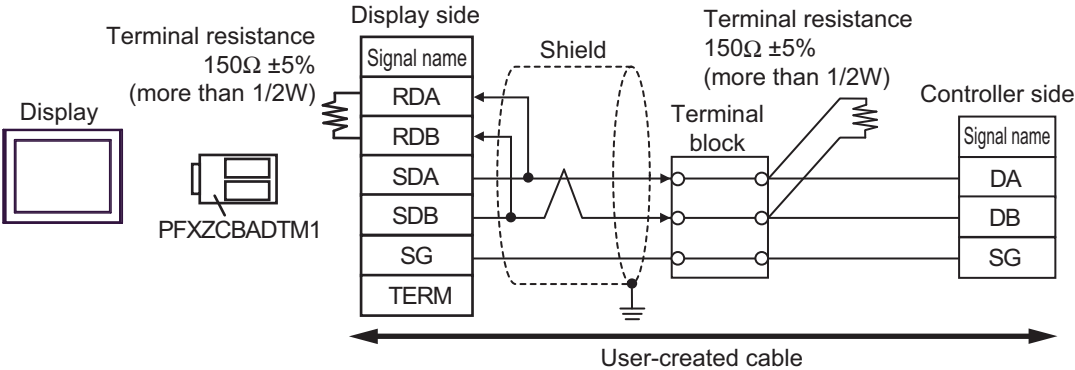 Display side
Terminal resistance
150Ω ±5%
(more than 1/2W)
Terminal resistance
150Ω ±5%
(more than 1/2W)
Shield
Display
PFXZCBADTM1
Signal name
RDA
RDB
SDA
SDB
SG
TERM
Terminal
block
Controller side
Signal name
DA
DB
SG
User-created cable